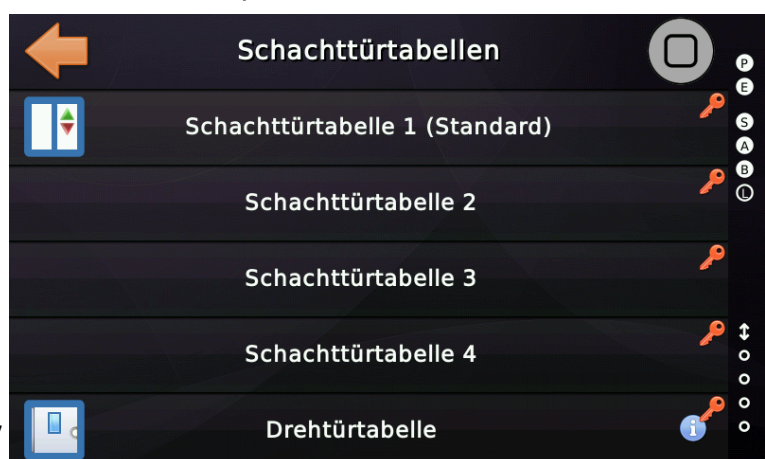 Schachttürtabellen
P
E
Schachttürtabelle 1 (Standard)
S
A
B
L
Schachttürtabelle 2
Schachttürtabelle 3
Schachttürtabelle 4
Drehtürtabelle
i